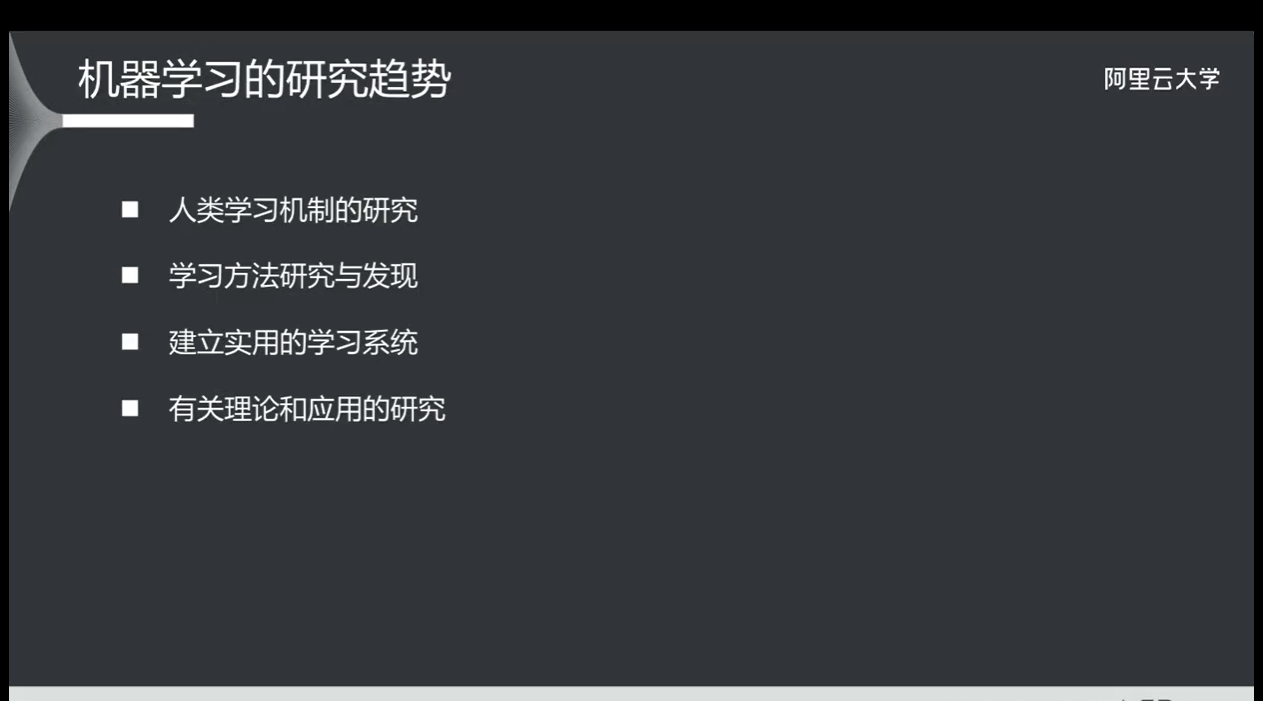 机器学习的研究趋势
阿里云大学
■ 人类学习机制的研究
■ 学习方法研究与发现
■ 建立实用的学习系统
■ 有关理论和应用的研究